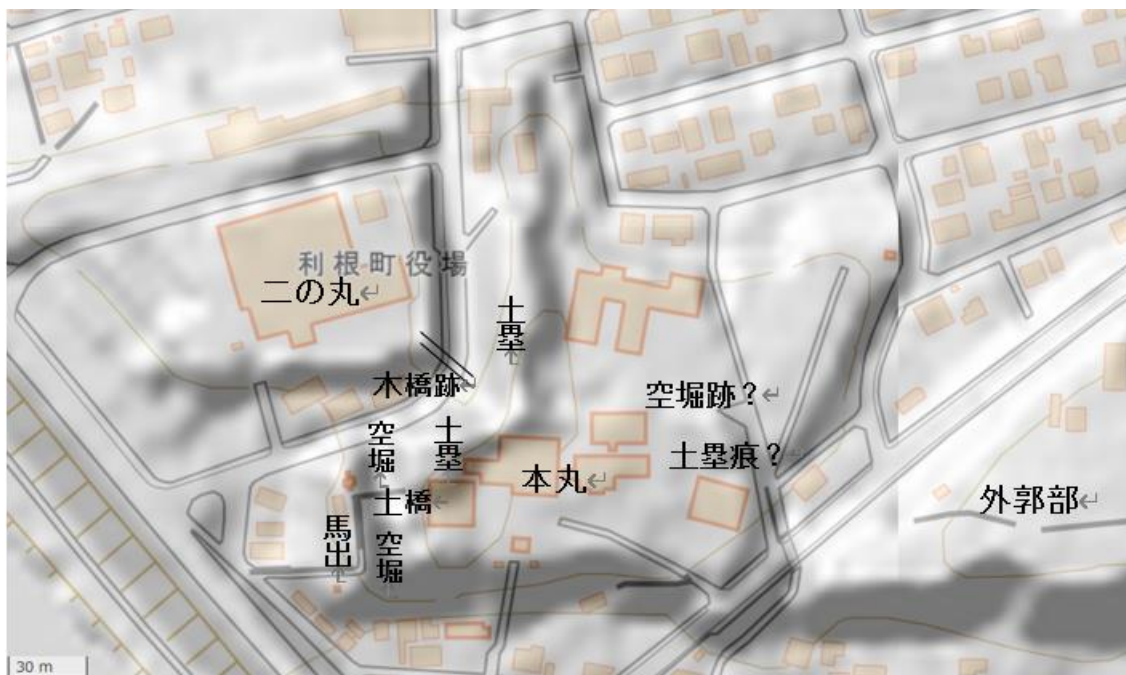 利根町役場
二の丸↵
土塁↵
木橋跡↵
空堀跡？↵
空堀↵
土塁
土塁痕？↵
本丸↵
土橋↵
外郭部↵
馬出↵
空堀
30 m